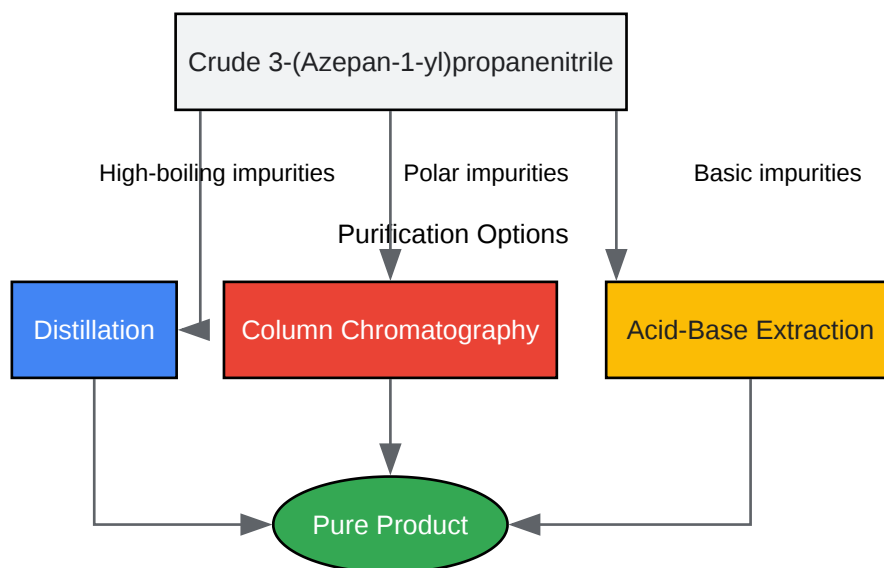 Crude 3-(Azepan-1-yl)propanenitrile
High-boiling impurities
Polar impurities
Basic impurities
Purification Options
Distillation
Column Chromatography
Acid-Base Extraction
Pure Product